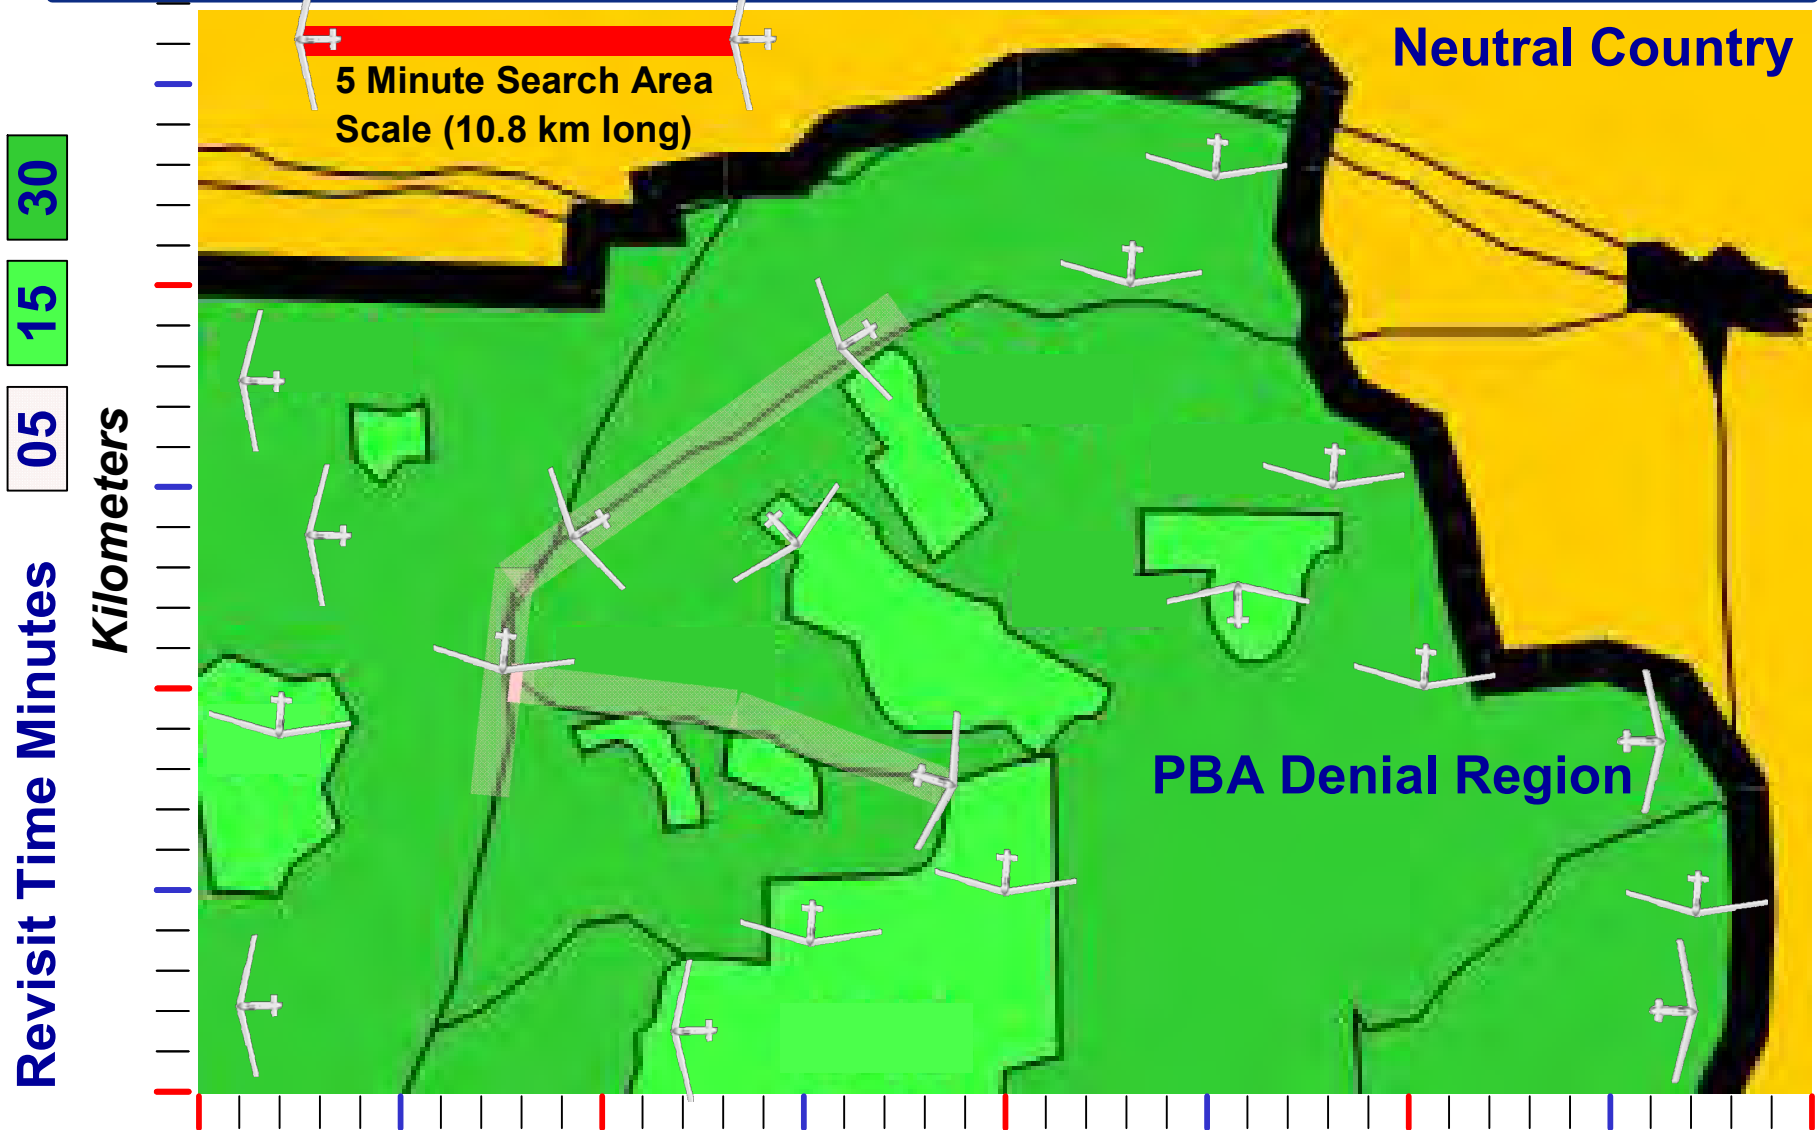 Neutral Country
5 Minute Search Area
Scale (10.8 km long)
30
15
05
Revisit Time Minutes
Kilometers
PBA Denial Region